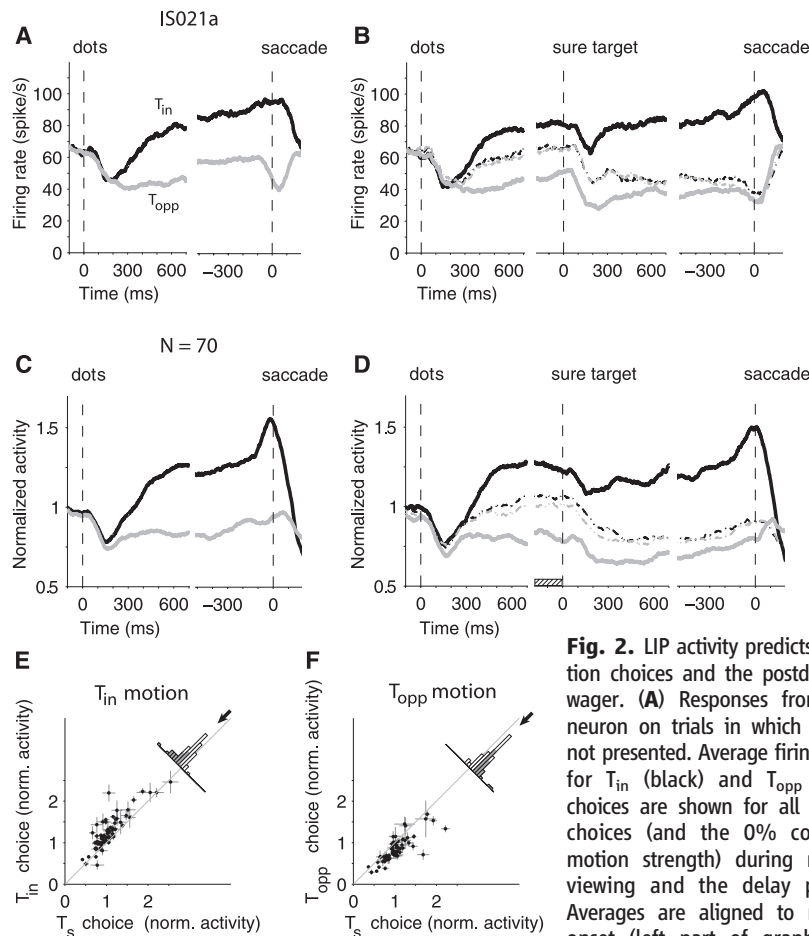 IS021a
A
dots
saccade
Firing rate (spike/s)
100
80
60
40
20
0
T_in
T_opp
0 300 600 −300 0
Time (ms)
B
dots
sure target
saccade
Firing rate (spike/s)
100
80
60
40
20
0
0 300 600 0 300 600 −300 0
Time (ms)
N = 70
C
dots
saccade
Normalized activity
1.5
1
0.5
0 300 600 −300 0
Time (ms)
D
dots
sure target
saccade
Normalized activity
1.5
1
0.5
0 300 600 0 300 600 −300 0
Time (ms)
E
T_in motion
T_in choice (norm. activity)
2
1
0
0 1 2
T_s choice (norm. activity)
F
T_opp motion
T_opp choice (norm. activity)
2
1
0
0 1 2
T_s choice (norm. activity)
Fig. 2. LIP activity predicts
tion choices and the postd
wager. (A) Responses fro
neuron on trials in which
not presented. Average firin
for T_in (black) and T_opp
choices are shown for all
choices (and the 0% co
motion strength) during
viewing and the delay p
Averages are aligned to